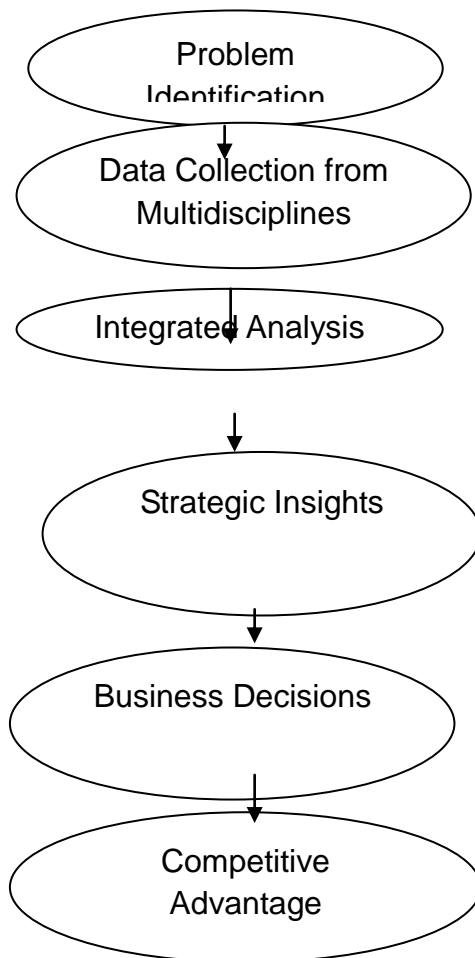 Problem
Identification
Data Collection from
Multidisciplines
Integrated Analysis
Strategic Insights
Business Decisions
Competitive
Advantage